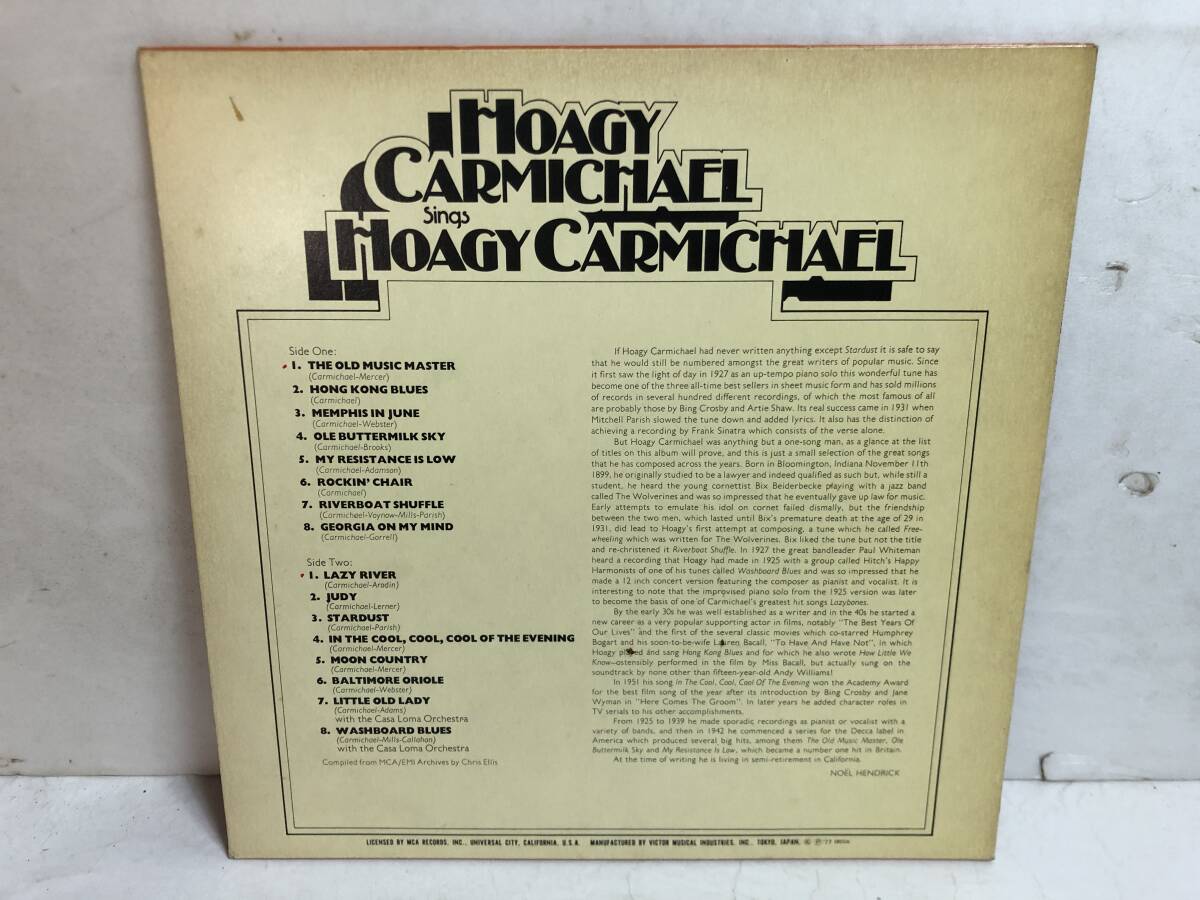 HOAGY
CARMICHAEL
Sings
HOAGY CARMICHAEL
Side One:
1. THE OLD MUSIC MASTER
(Carmichael-Mercer)
2. HONG KONG BLUES
(Carmichael)
3. MEMPHIS IN JUNE
(Carmichael-Webster)
4. OLE BUTTERMILK SKY
(Carmichael-Brooks)
5. MY RESISTANCE IS LOW
(Carmichael-Adamson)
6. ROCKIN' CHAIR
(Carmichael)
7. RIVERBOAT SHUFFLE
(Carmichael-Voynow-Mills-Parish)
8. GEORGIA ON MY MIND
(Carmichael-Gorrell)
Side Two:
1. LAZY RIVER
(Carmichael-Arodin)
2. JUDY
(Carmichael-Lerner)
3. STARDUST
(Carmichael-Parish)
4. IN THE COOL, COOL, COOL OF THE EVENING
(Carmichael-Mercer)
5. MOON COUNTRY
(Carmichael-Mercer)
6. BALTIMORE ORIOLE
(Carmichael-Webster)
7. LITTLE OLD LADY
(Carmichael-Adams)
with the Casa Loma Orchestra
8. WASHBOARD BLUES
(Carmichael-Mills-Callahan)
with the Casa Loma Orchestra
Compiled from MCA/EMI Archives by Chris Ellis
If Hoagy Carmichael had never written anything except Stardust it is safe to say
that he would still be numbered amongst the great writers of popular music. Since
it first saw the light of day in 1927 as an up-tempo piano solo this wonderful tune has
become one of the three all-time best sellers in sheet music form and has sold millions
of records in several hundred different recordings, of which the most famous of all
are probably those by Bing Crosby and Artie Shaw. Its real success came in 1931 when
Mitchell Parish slowed the tune down and added lyrics. It also has the distinction of
achieving a recording by Frank Sinatra which consists of the verse alone.
But Hoagy Carmichael was anything but a one-song man, as a glance at the list
of titles on this album will prove, and this is just a small selection of the great songs
that he has composed across the years. Born in Bloomington, Indiana November 11th
1899, he originally studied to be a lawyer and indeed qualified as such but, while still a
student, he heard the young cornettist Bix Beiderbecke playing with a jazz band
called The Wolverines and was so impressed that he eventually gave up law for music.
Early attempts to emulate his idol on cornet failed dismally, but the friendship
between the two men, which lasted until Bix's premature death at the age of 29 in
1931, did lead to Hoagy's first attempt at composing, a tune which he called Free-
wheeling which was written for The Wolverines. Bix liked the tune but not the title
and re-christened it Riverboat Shuffle. In 1927 the great bandleader Paul Whiteman
heard a recording that Hoagy had made in 1925 with a group called Hitch's Happy
Harmonists of one of his tunes called Washboard Blues and was so impressed that he
made a 12 inch concert version featuring the composer as pianist and vocalist. It is
interesting to note that the improvised piano solo from the 1925 version was later
to become the basis of one of Carmichael's greatest hit songs Lazybones.
By the early 30s he was well established as a writer and in the 40s he started a
new career as a very popular supporting actor in films, notably "The Best Years Of
Our Lives" and the first of the several classic movies which co-starred Humphrey
Bogart and his soon-to-be-wife Lauren Bacall, "To Have And Have Not", in which
Hoagy played and sang Hong Kong Blues and for which he also wrote How Little We
Know—ostensibly performed in the film by Miss Bacall, but actually sung on the
soundtrack by none other than fifteen-year-old Andy Williams!
In 1951 his song In The Cool, Cool, Cool Of The Evening won the Academy Award
for the best film song of the year after its introduction by Bing Crosby and Jane
Wyman in "Here Comes The Groom". In later years he added character roles in
TV serials to his other accomplishments.
From 1925 to 1939 he made sporadic recordings as pianist or vocalist with a
variety of bands, and then in 1942 he commenced a series for the Decca label in
America which produced several big hits, among them The Old Music Master, Ole
Buttermilk Sky and My Resistance Is Low, which became a number one hit in Britain.
At the time of writing he is living in semi-retirement in California.
NOËL HENDRICK
LICENSED BY MCA RECORDS, INC., UNIVERSAL CITY, CALIFORNIA, U.S.A. MANUFACTURED BY VICTOR MUSICAL INDUSTRIES, INC., TOKYO, JAPAN. Ⓒ Ⓟ '77